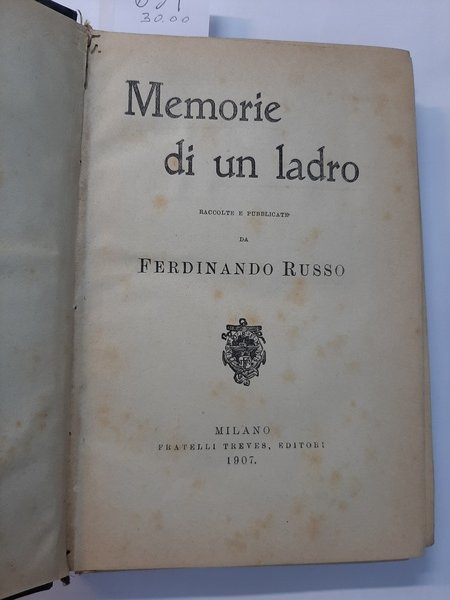 30.00
Memorie
di un ladro
RACCOLTE E PUBBLICATE
DA
FERDINANDO RUSSO
MILANO
FRATELLI TREVES, EDITORI
1907.